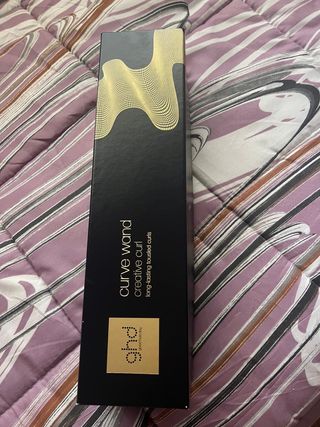 curve wand
creative curl
long-lasting tousled curls
ghd